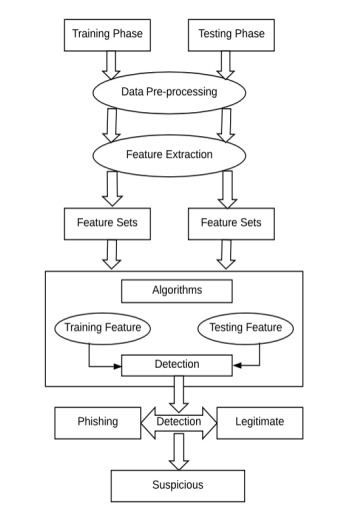 Training Phase
Testing Phase
Data Pre-processing
Feature Extraction
Feature Sets
Feature Sets
Algorithms
Training Feature
Testing Feature
Detection
Phishing
Detection
Legitimate
Suspicious